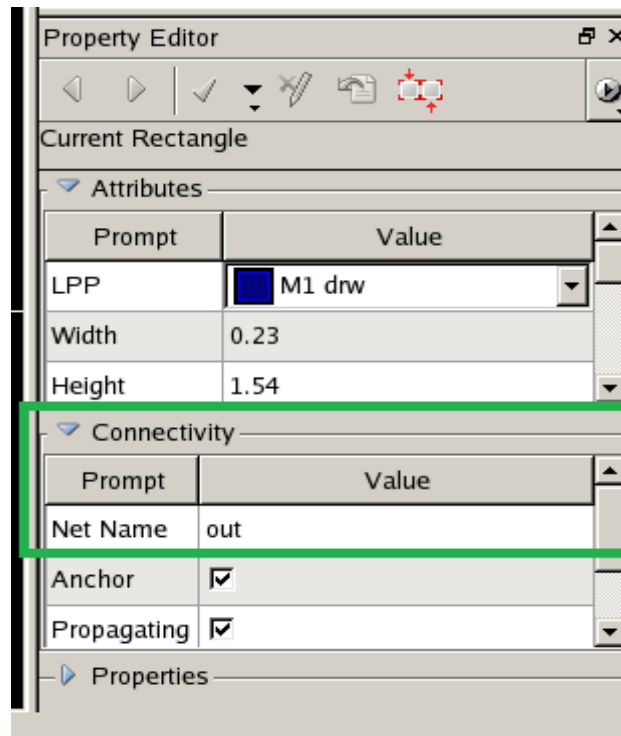 Property Editor
Current Rectangle
Attributes
Prompt Value
LPP M1 drw
Width 0.23
Height 1.54
Connectivity
Prompt Value
Net Name out
Anchor
Propagating
Properties